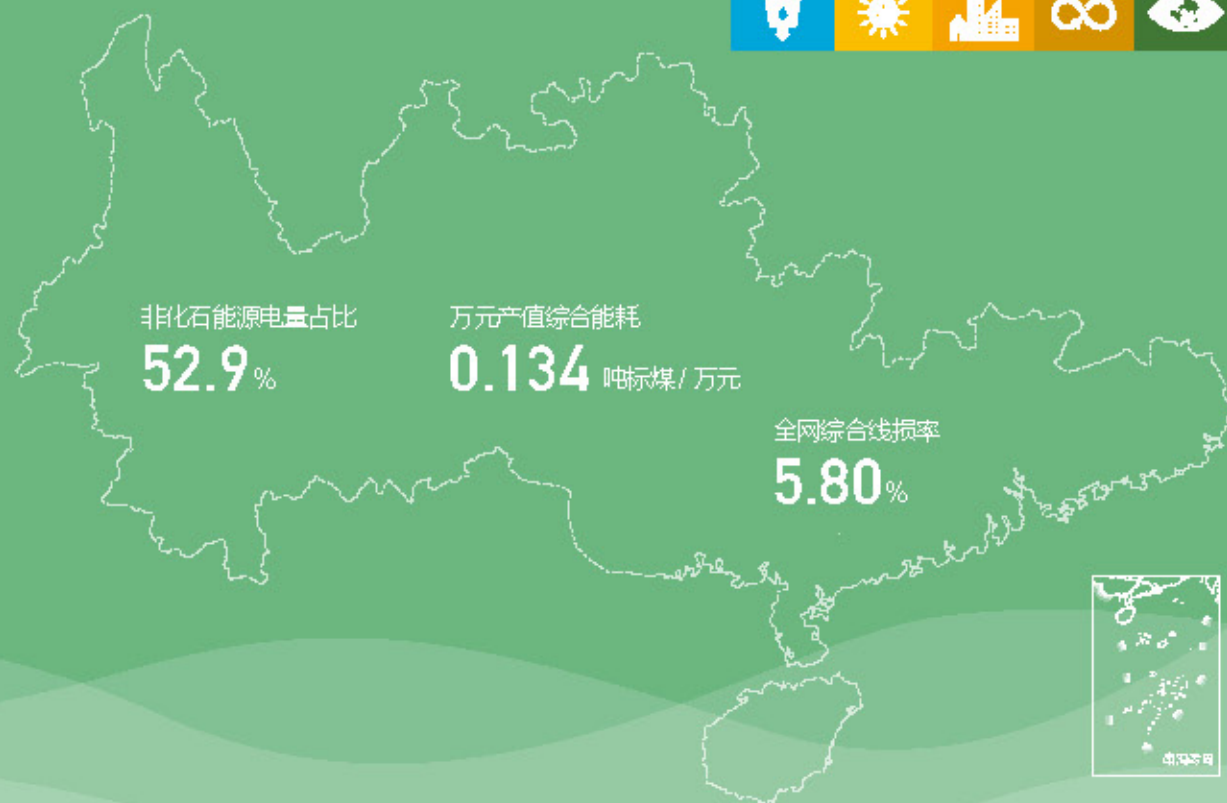 非化石能源电量占比
52.9%
万元产值综合能耗
0.134 吨标煤/万元
全网综合线损率
5.80%